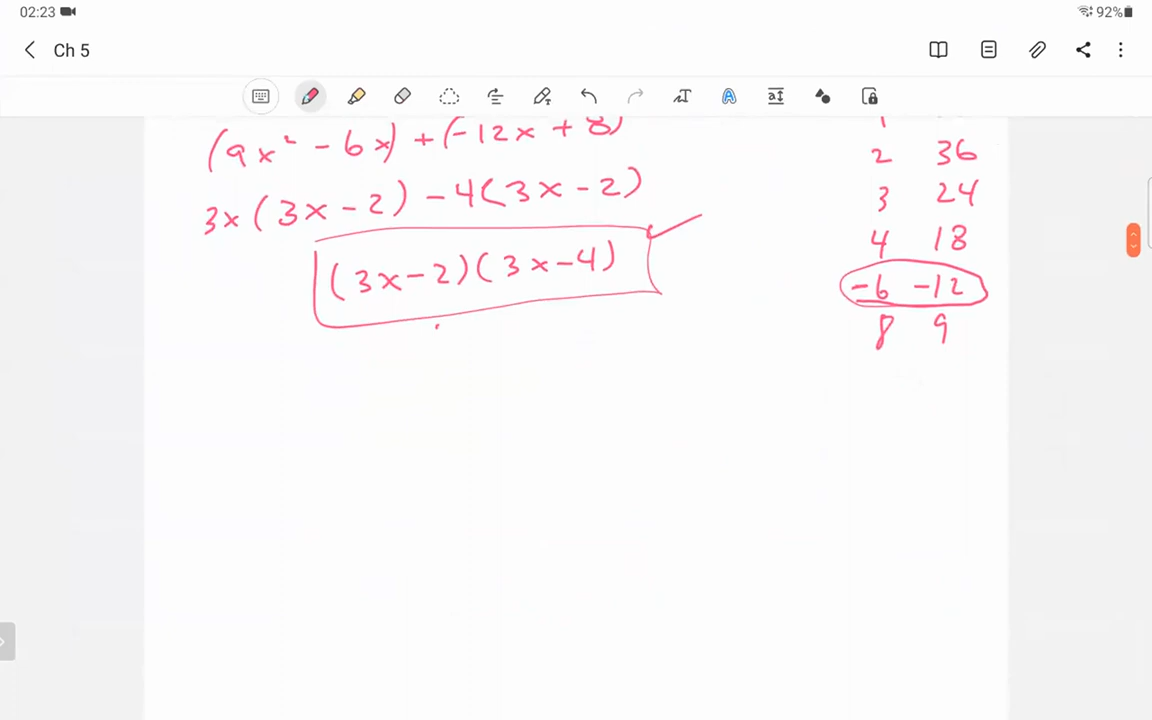 02:23
92%
Ch 5
(9x² - 6x) + (-12x + 8)
3x (3x - 2) - 4(3x - 2)
(3x-2)(3x-4)
1
2 36
3 24
4 18
-6 -12
8 9